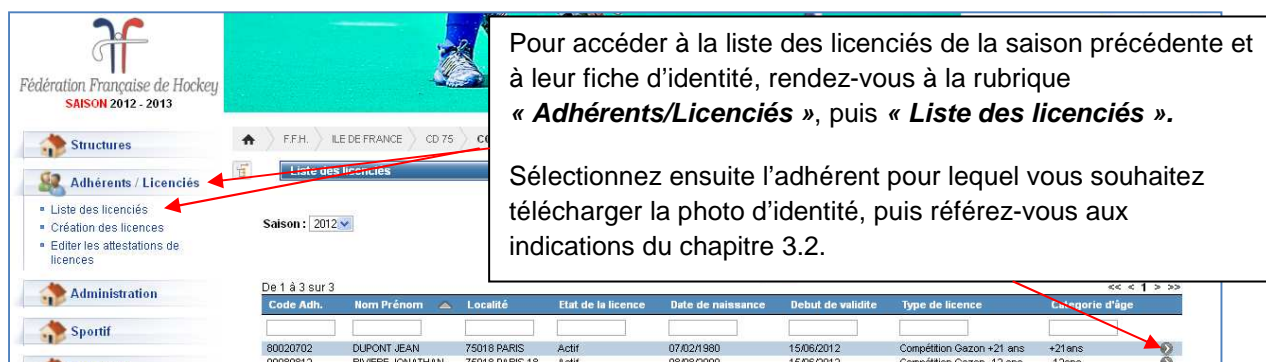 Fédération Française de Hockey
SAISON 2012 - 2013
Pour accéder à la liste des licenciés de la saison précédente et
à leur fiche d'identité, rendez-vous à la rubrique
« Adhérents/Licenciés », puis « Liste des licenciés ».
Sélectionnez ensuite l'adhérent pour lequel vous souhaitez
télécharger la photo d'identité, puis référez-vous aux
indications du chapitre 3.2.
Structures
Adhérents / Licenciés
Liste des licenciés
Création des licences
Editer les attestations de
licences
Administration
Sportif
F.F.H. ILE DE FRANCE CD 75
Liste des licenciés
Saison : 2012
De 1 à 3 sur 3 << < 1 > >>
Code Adh. Nom Prénom Localité Etat de la licence Date de naissance Debut de validite Type de licence Categorie d'âge
80020702 DUPONT JEAN 75018 PARIS Actif 07/02/1980 15/06/2012 Compétition Gazon +21 ans +21ans